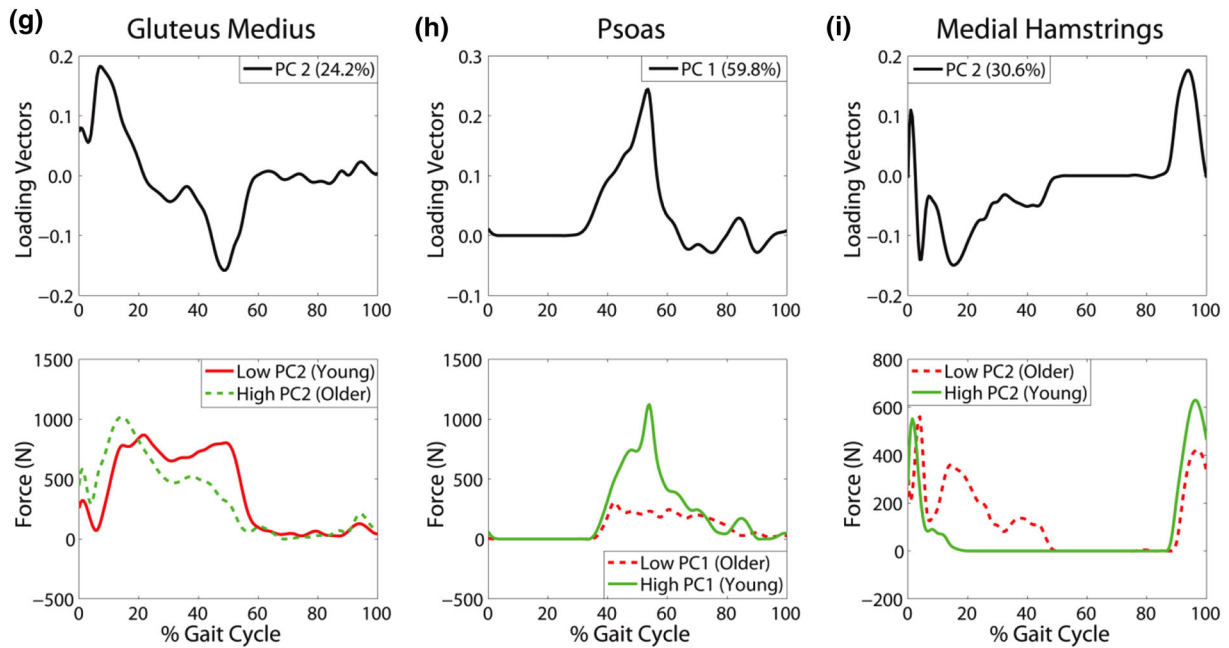 (g) Gluteus Medius
(h) Psoas
(i) Medial Hamstrings
Loading Vectors
0.2
0.1
0.0
−0.1
−0.2
PC 2 (24.2%)
0 20 40 60 80 100
Loading Vectors
0.3
0.2
0.1
0.0
−0.1
PC 1 (59.8%)
0 20 40 60 80 100
Loading Vectors
0.2
0.1
0.0
−0.1
−0.2
PC 2 (30.6%)
0 20 40 60 80 100
Force (N)
1500
1000
500
0
−500
Low PC2 (Young)
High PC2 (Older)
0 20 40 60 80 100
% Gait Cycle
Force (N)
1500
1000
500
0
−500
Low PC1 (Older)
High PC1 (Young)
0 20 40 60 80 100
% Gait Cycle
Force (N)
800
600
400
200
0
−200
Low PC2 (Older)
High PC2 (Young)
0 20 40 60 80 100
% Gait Cycle